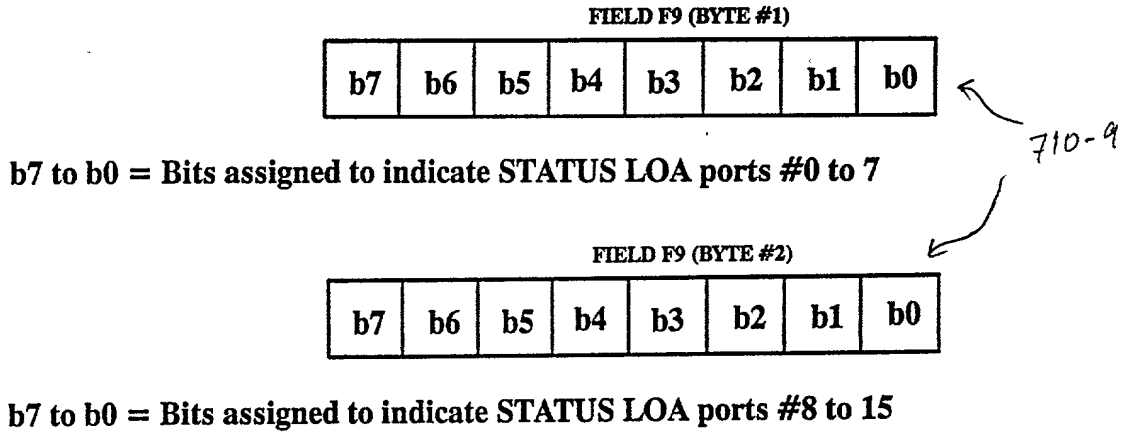 FIELD F9 (BYTE #1)
b7 b6 b5 b4 b3 b2 b1 b0
710-9
b7 to b0 = Bits assigned to indicate STATUS LOA ports #0 to 7
FIELD F9 (BYTE #2)
b7 b6 b5 b4 b3 b2 b1 b0
b7 to b0 = Bits assigned to indicate STATUS LOA ports #8 to 15